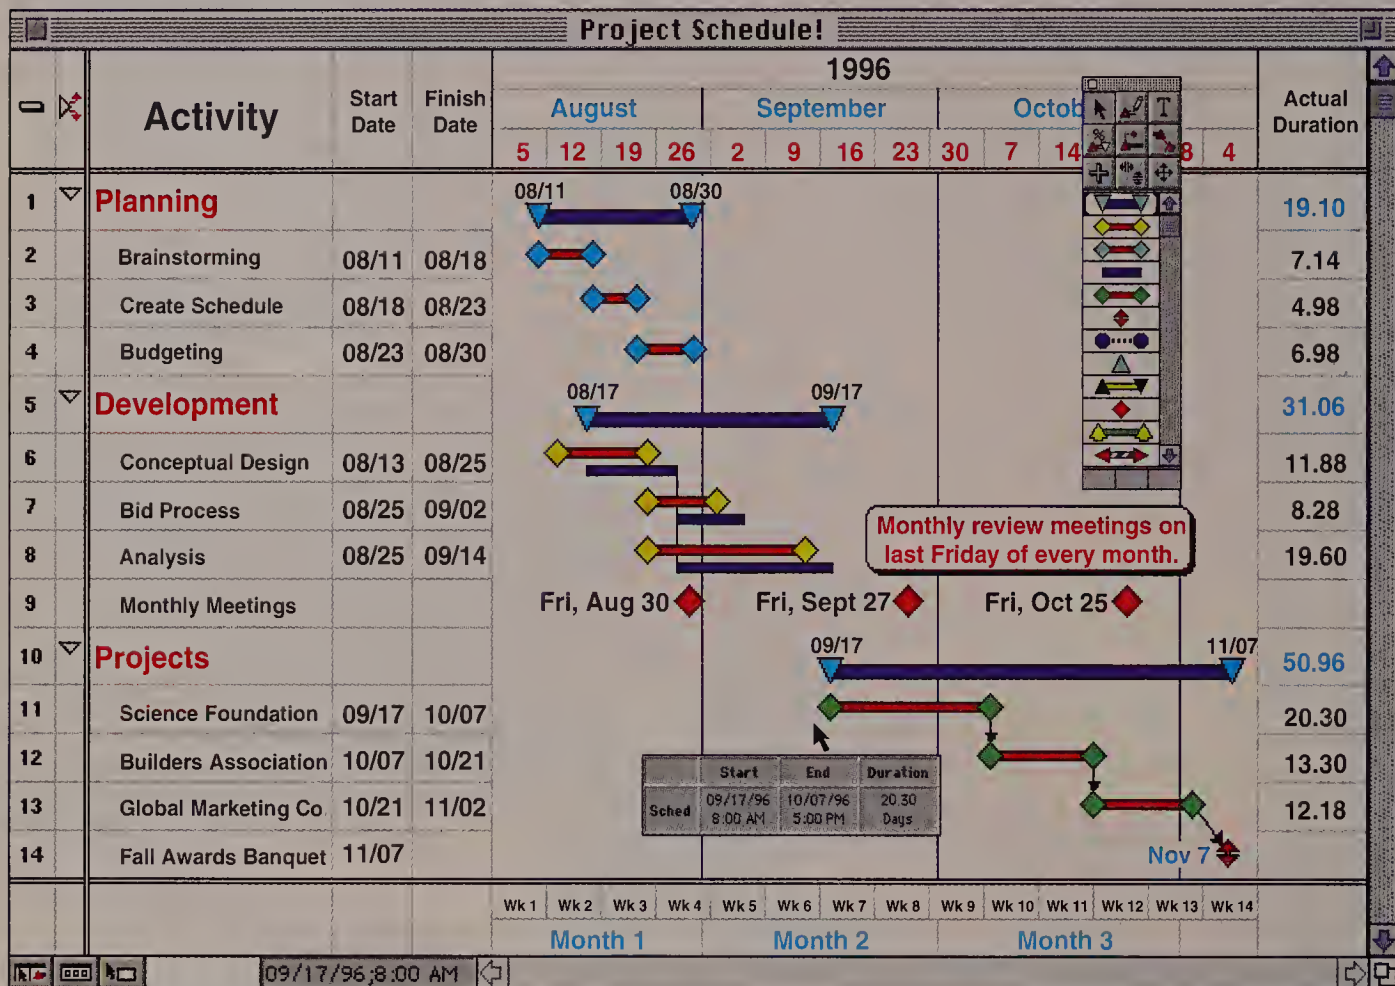 Project Schedule!
1996
Activity
Start Date
Finish Date
August
September
Octob
Actual Duration
5 12 19 26 2 9 16 23 30 7 14 8 4
08/11 08/30
1 Planning 19.10
2 Brainstorming 08/11 08/18 7.14
3 Create Schedule 08/18 08/23 4.98
4 Budgeting 08/23 08/30 6.98
08/17 09/17
5 Development 31.06
6 Conceptual Design 08/13 08/25 11.88
7 Bid Process 08/25 09/02 8.28
Monthly review meetings on
last Friday of every month.
8 Analysis 08/25 09/14 19.60
9 Monthly Meetings Fri, Aug 30 Fri, Sept 27 Fri, Oct 25
09/17 11/07
10 Projects 50.96
11 Science Foundation 09/17 10/07 20.30
12 Builders Association 10/07 10/21 13.30
Start End Duration
Sched 09/17/96 10/07/96 20.30
8:00 AM 5:00 PM Days
13 Global Marketing Co 10/21 11/02 12.18
14 Fall Awards Banquet 11/07 Nov 7
Wk 1 Wk 2 Wk 3 Wk 4 Wk 5 Wk 6 Wk 7 Wk 8 Wk 9 Wk 10 Wk 11 Wk 12 Wk 13 Wk 14
Month 1 Month 2 Month 3
09/17/96;8:00 AM
T
%